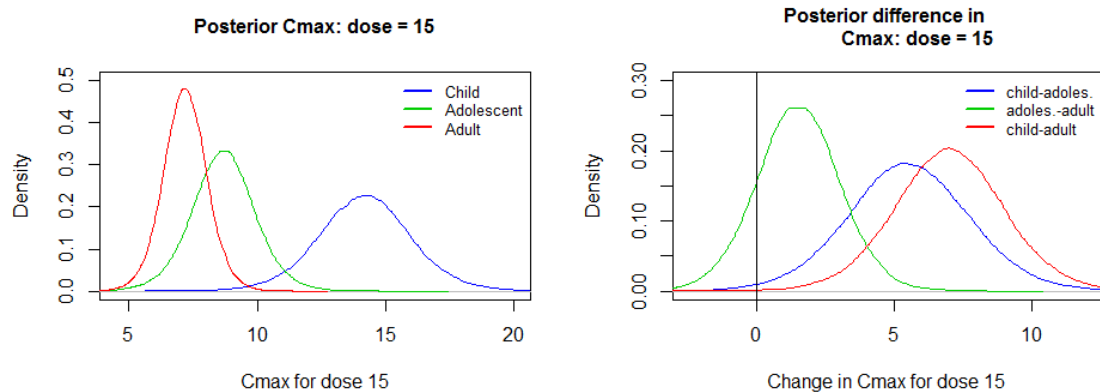 Posterior Cmax: dose = 15
Density
0.0 0.1 0.2 0.3 0.4 0.5
Child
Adolescent
Adult
5 10 15 20
Cmax for dose 15
Posterior difference in
Cmax: dose = 15
Density
0.00 0.10 0.20 0.30
child-adoles.
adoles.-adult
child-adult
0 5 10
Change in Cmax for dose 15